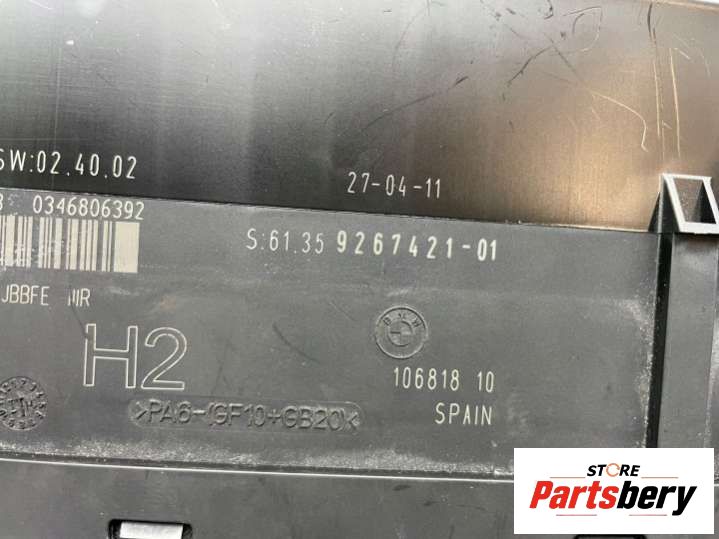 SW:02.40.02
27-04-11
0346806392
S:61.35 9267421-01
JBBFE
H2
BMW
106818 10
>PA6-(GF10+GB20)<
SPAIN
STORE
Partsbery